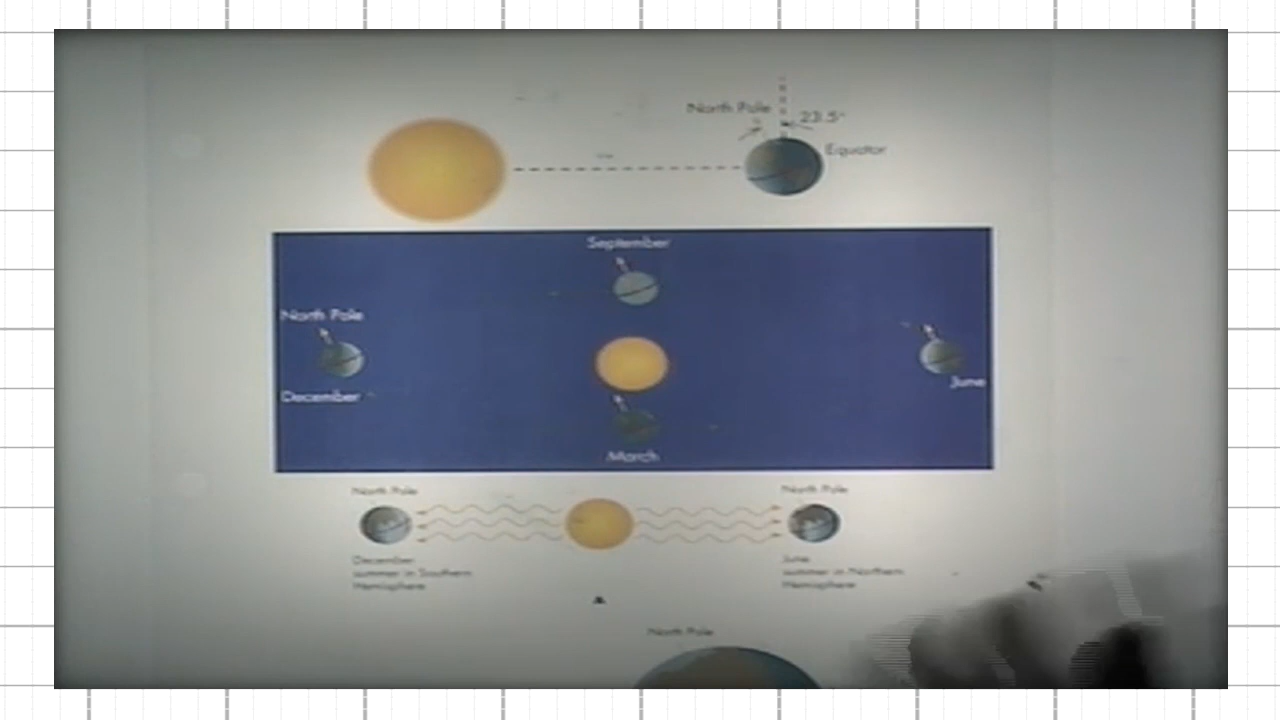 North Pole
23.5°
Equator
September
North Pole
December
June
March
North Pole
North Pole
December
summer in Southern
Hemisphere
June
summer in Northern
Hemisphere
North Pole